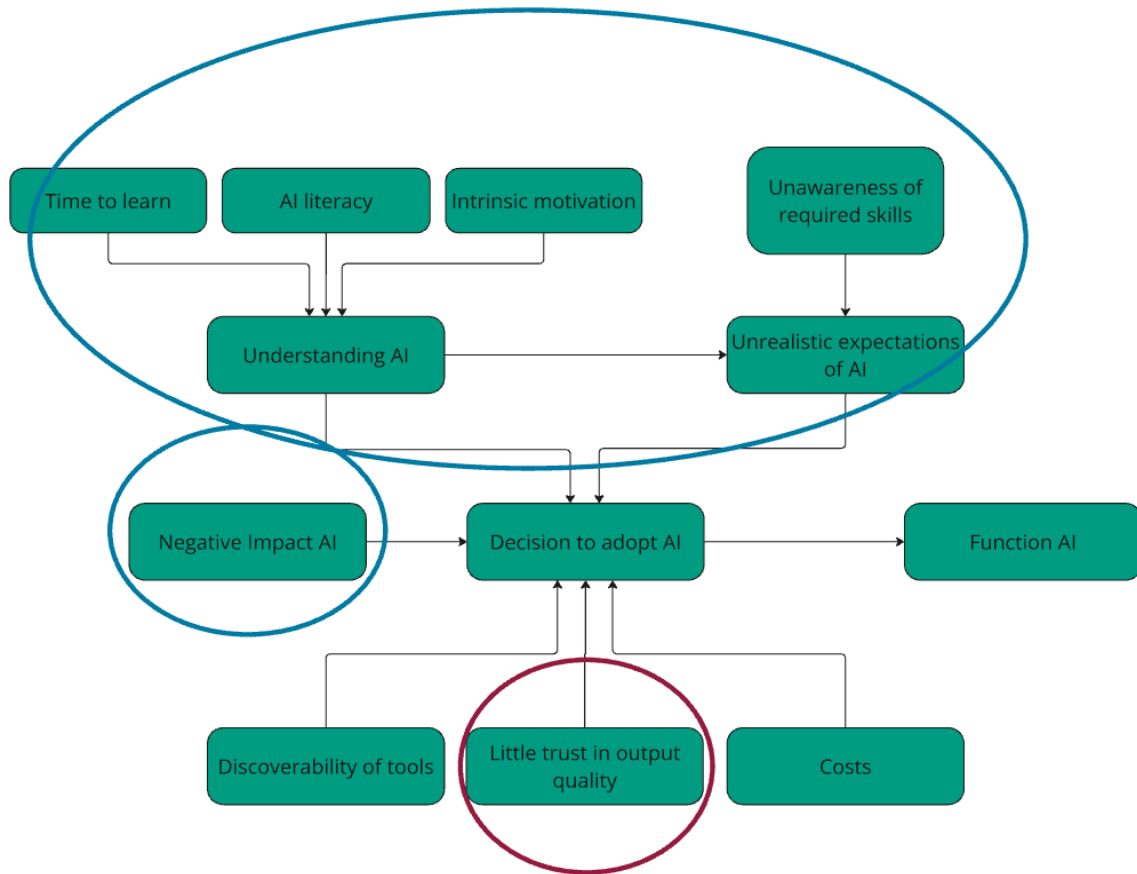 Time to learn
AI literacy
Intrinsic motivation
Unawareness of
required skills
Understanding AI
Unrealistic expectations
of AI
Negative Impact AI
Decision to adopt AI
Function AI
Discoverability of tools
Little trust in output
quality
Costs